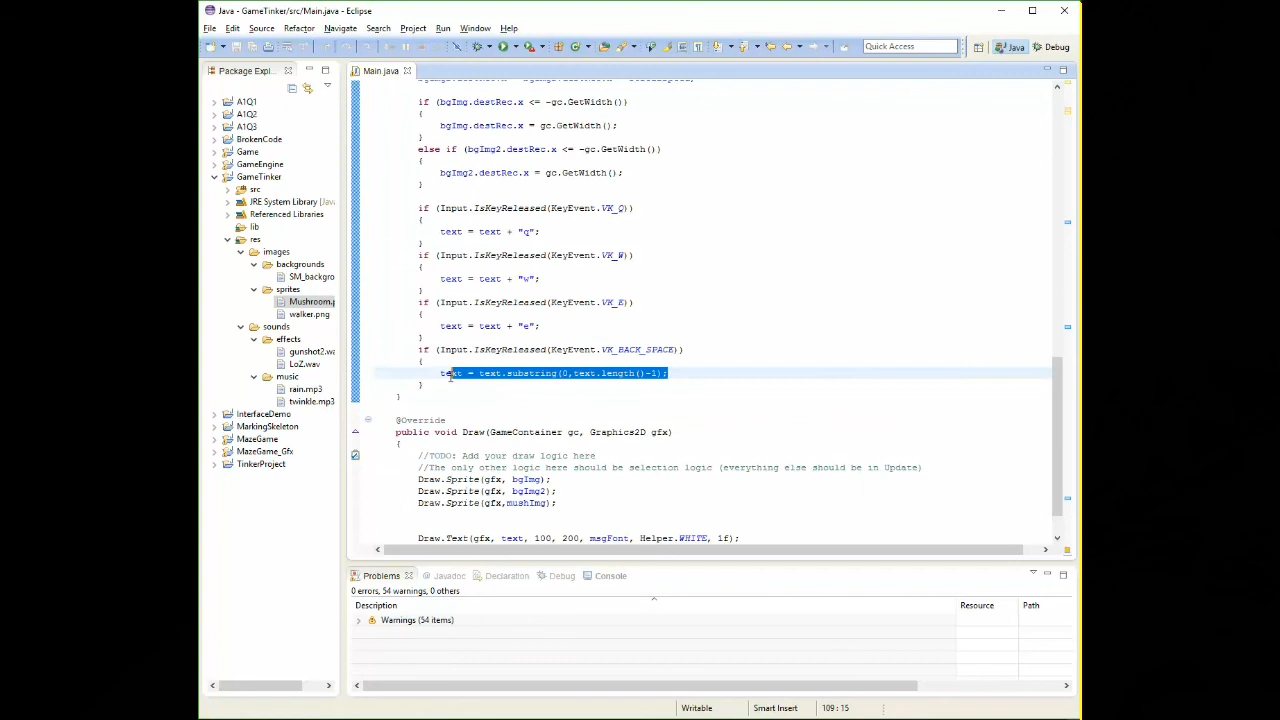 Java - GameTinker/src/Main.java - Eclipse
File Edit Source Refactor Navigate Search Project Run Window Help
Quick Access Java Debug
Package Expl...
Main.java
A1Q1
A1Q2
A1Q3
BrokenCode
Game
GameEngine
GameTinker
src
JRE System Library [Java
Referenced Libraries
lib
res
images
backgrounds
SM_backgro
sprites
Mushroom.p
walker.png
sounds
effects
gunshot2.wa
LoZ.wav
music
rain.mp3
twinkle.mp3
InterfaceDemo
MarkingSkeleton
MazeGame
MazeGame_Gfx
TinkerProject
if (bgImg.destRec.x <= -gc.GetWidth())
{
bgImg.destRec.x = gc.GetWidth();
}
else if (bgImg2.destRec.x <= -gc.GetWidth())
{
bgImg2.destRec.x = gc.GetWidth();
}
if (Input.IsKeyReleased(KeyEvent.VK_Q))
{
text = text + "q";
}
if (Input.IsKeyReleased(KeyEvent.VK_W))
{
text = text + "w";
}
if (Input.IsKeyReleased(KeyEvent.VK_E))
{
text = text + "e";
}
if (Input.IsKeyReleased(KeyEvent.VK_BACK_SPACE))
{
text = text.substring(0,text.length()-1);
}
}
@Override
public void Draw(GameContainer gc, Graphics2D gfx)
{
//TODO: Add your draw logic here
//The only other logic here should be selection logic (everything else should be in Update)
Draw.Sprite(gfx, bgImg);
Draw.Sprite(gfx, bgImg2);
Draw.Sprite(gfx,mushImg);
Draw.Text(gfx, text, 100, 200, msgFont, Helper.WHITE, 1f);
Problems Javadoc Declaration Debug Console
0 errors, 54 warnings, 0 others
Description Resource Path
Warnings (54 items)
Writable Smart Insert 109 : 15